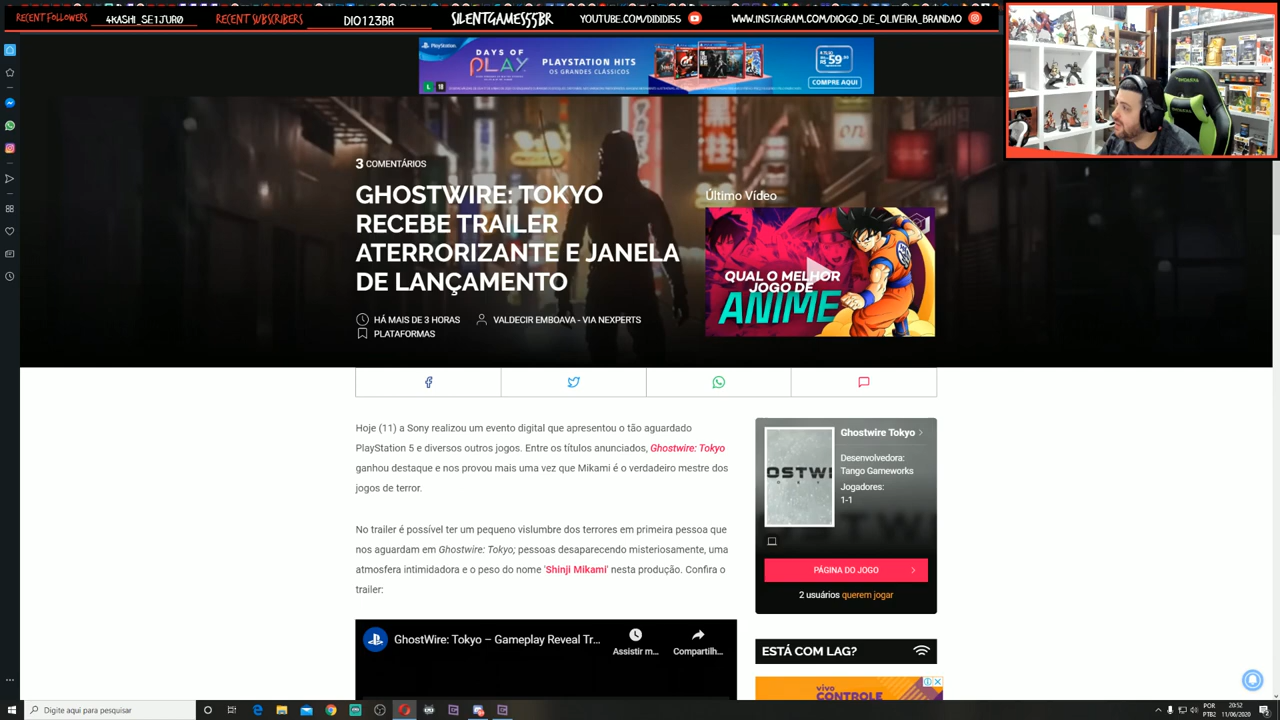 RECENT FOLLOWERS 4KASHI_SE1JUR0 RECENT SUBSCRIBERS DIO123BR SILENTGAMES55BR YOUTUBE.COM/DIDIDI55 WWW.INSTAGRAM.COM/DIOGO_DE_OLIVEIRA_BRANDAO
PlayStation
DAYS OF
PLAY
PLAYSTATION HITS
OS GRANDES CLÁSSICOS
59
COMPRE AQUI
L 18
3 COMENTÁRIOS
GHOSTWIRE: TOKYO
RECEBE TRAILER
ATERRORIZANTE E JANELA
DE LANÇAMENTO
HÁ MAIS DE 3 HORAS VALDECIR EMBOAVA - VIA NEXPERTS
PLATAFORMAS
Último Vídeo
QUAL O MELHOR
JOGO DE
ANIME
Hoje (11) a Sony realizou um evento digital que apresentou o tão aguardado
PlayStation 5 e diversos outros jogos. Entre os títulos anunciados, Ghostwire: Tokyo
ganhou destaque e nos provou mais uma vez que Mikami é o verdadeiro mestre dos
jogos de terror.
No trailer é possível ter um pequeno vislumbre dos terrores em primeira pessoa que
nos aguardam em Ghostwire: Tokyo; pessoas desaparecendo misteriosamente, uma
atmosfera intimidadora e o peso do nome 'Shinji Mikami' nesta produção. Confira o
trailer:
GhostWire: Tokyo – Gameplay Reveal Tr...
Assistir m...
Compartilh...
Ghostwire Tokyo
Desenvolvedora:
Tango Gameworks
Jogadores:
1-1
OSTWI
PÁGINA DO JOGO
2 usuários querem jogar
ESTÁ COM LAG?
vivo
CONTROLE
Digite aqui para pesquisar
POR
PTB2
20:52
11/06/2020